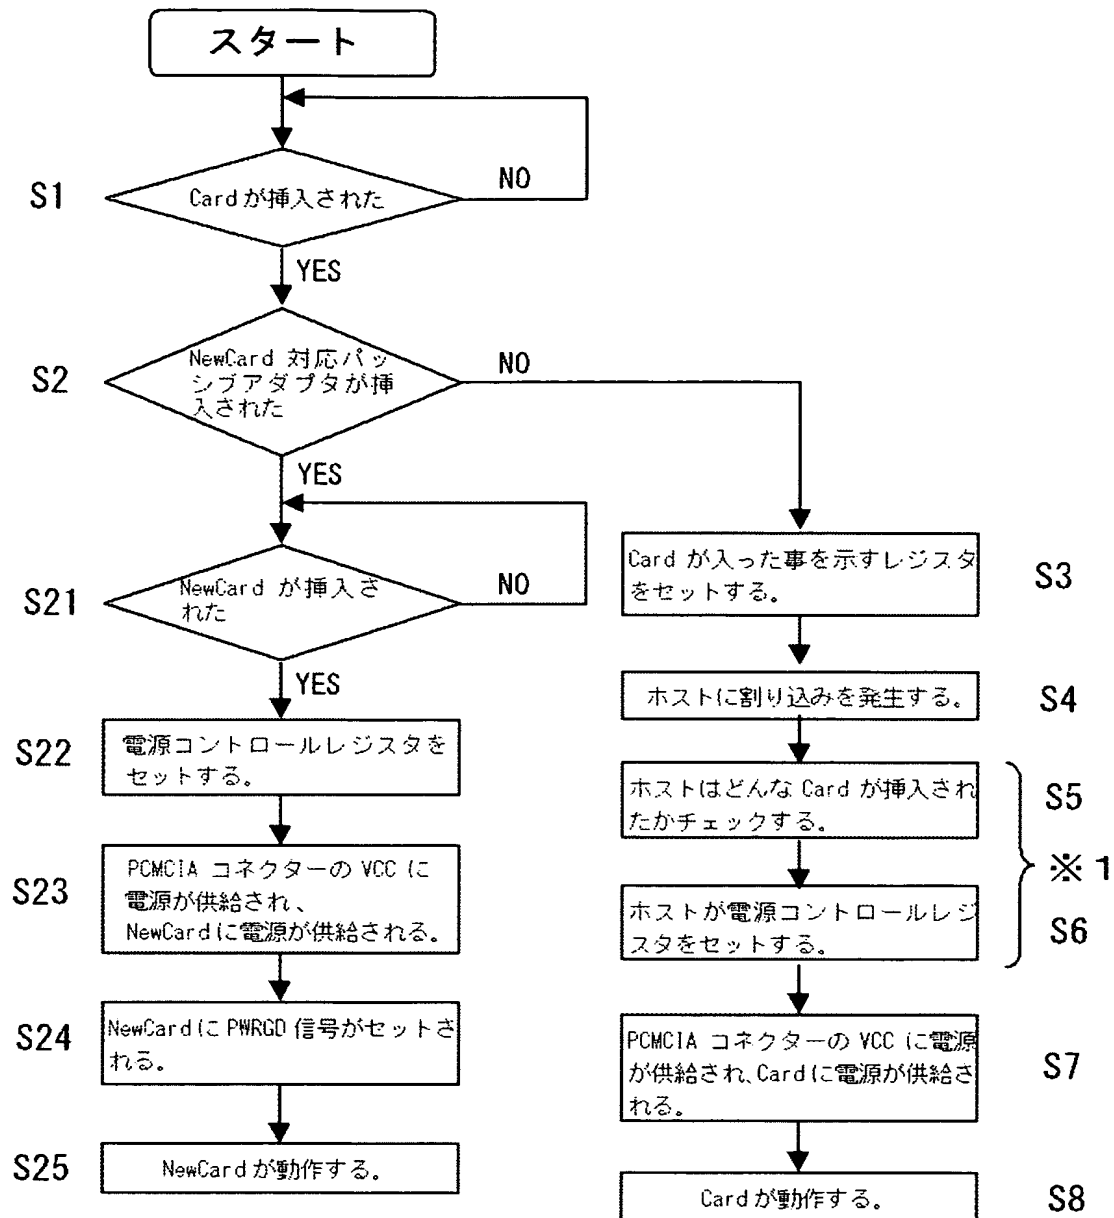 スタート
S1
Cardが挿入された
NO
YES
S2
NewCard 対応パッ
シブアダプタが挿
入された
NO
YES
S21
NewCard が挿入さ
れた
NO
YES
S22
電源コントロールレジスタを
セットする。
S23
PCMCIA コネクターの VCC に
電源が供給され、
NewCardに電源が供給される。
S24
NewCardに PWRGD 信号がセットさ
れる。
S25
NewCardが動作する。
Card が入った事を示すレジスタ
をセットする。
S3
ホストに割り込みを発生する。
S4
ホストはどんな Card が挿入され
たかチェックする。
S5
※1
ホストが電源コントロールレジ
スタをセットする。
S6
PCMCIA コネクターの VCC に電源
が供給され、Cardに電源が供給さ
れる。
S7
Cardが動作する。
S8